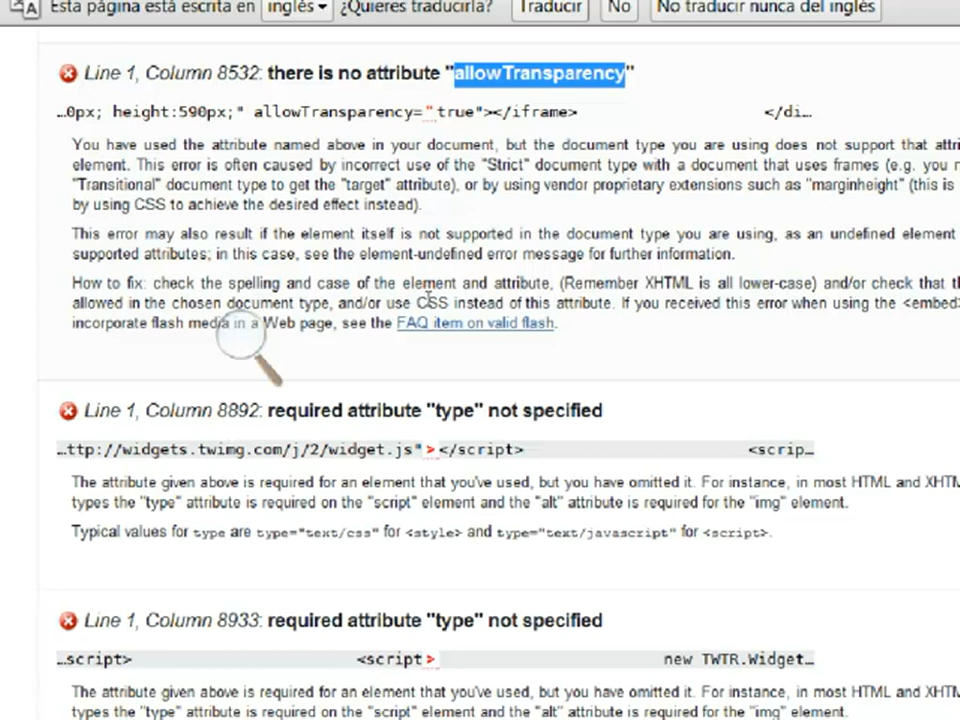 Esta página está escrita en inglés ¿Quieres traducirla? Traducir No No traducir nunca del inglés
Line 1, Column 8532: there is no attribute "allowTransparency"
…0px; height:590px;" allowTransparency="true"></iframe> </di…
You have used the attribute named above in your document, but the document type you are using does not support that
element. This error is often caused by incorrect use of the "Strict" document type with a document that uses frames (e.g. you
"Transitional" document type to get the "target" attribute), or by using vendor proprietary extensions such as "marginheight" (this is
by using CSS to achieve the desired effect instead).
This error may also result if the element itself is not supported in the document type you are using, as an undefined element
supported attributes; in this case, see the element-undefined error message for further information.
How to fix: check the spelling and case of the element and attribute, (Remember XHTML is all lower-case) and/or check that
allowed in the chosen document type, and/or use CSS instead of this attribute. If you received this error when using the <embed>
incorporate flash media in a Web page, see the FAQ item on valid flash.
Line 1, Column 8892: required attribute "type" not specified
…ttp://widgets.twimg.com/j/2/widget.js"></script> <scrip…
The attribute given above is required for an element that you've used, but you have omitted it. For instance, in most HTML and
types the "type" attribute is required on the "script" element and the "alt" attribute is required for the "img" element.
Typical values for type are type="text/css" for <style> and type="text/javascript" for <script>.
Line 1, Column 8933: required attribute "type" not specified
…script> <script> new TWTR.Widget…
The attribute given above is required for an element that you've used, but you have omitted it. For instance, in most HTML and
types the "type" attribute is required on the "script" element and the "alt" attribute is required for the "img" element.